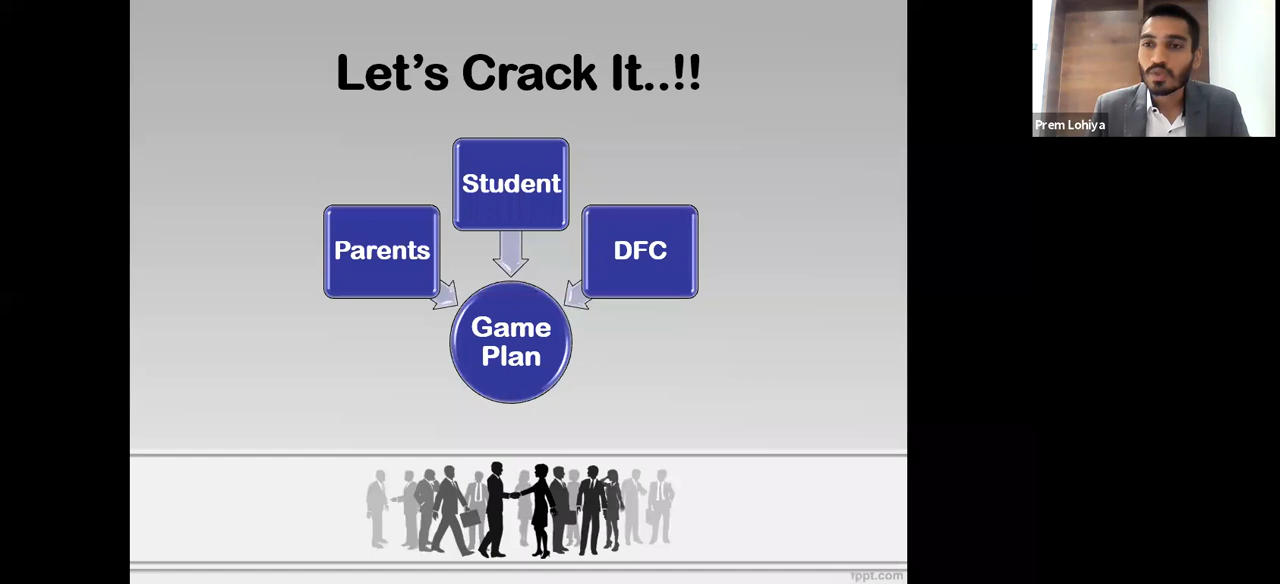 Let's Crack It..!!
Student
Parents
DFC
Game
Plan
Prem Lohiya
fppt.com